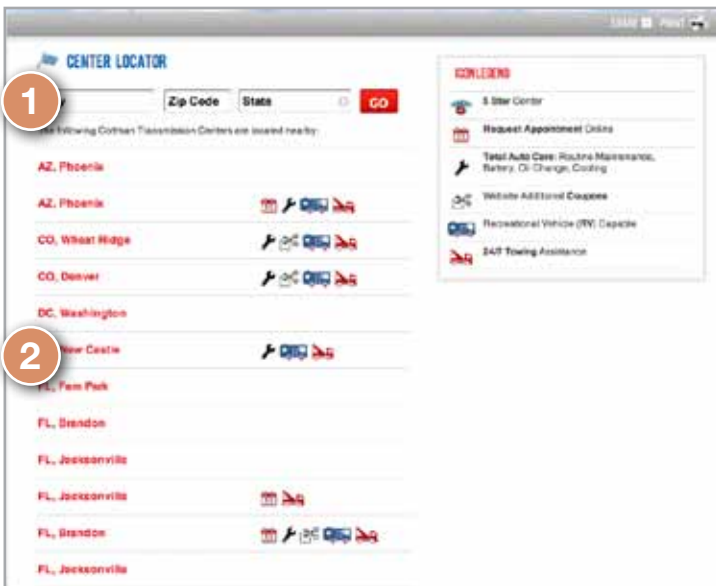 SHARE PRINT
CENTER LOCATOR
1
Zip Code
State
GO
The following Cottman Transmission Centers are located nearby:
AZ, Phoenix
AZ, Phoenix
CO, Wheat Ridge
CO, Denver
DC, Washington
2
New Castle
FL, Fern Park
FL, Brandon
FL, Jacksonville
FL, Jacksonville
FL, Brandon
FL, Jacksonville
ICON LEGEND
5 Star Center
Request Appointment Online
Total Auto Care: Routine Maintenance,
Battery, Oil Change, Cooling
Website Additional Coupons
Recreational Vehicle (RV) Capable
24/7 Towing Assistance